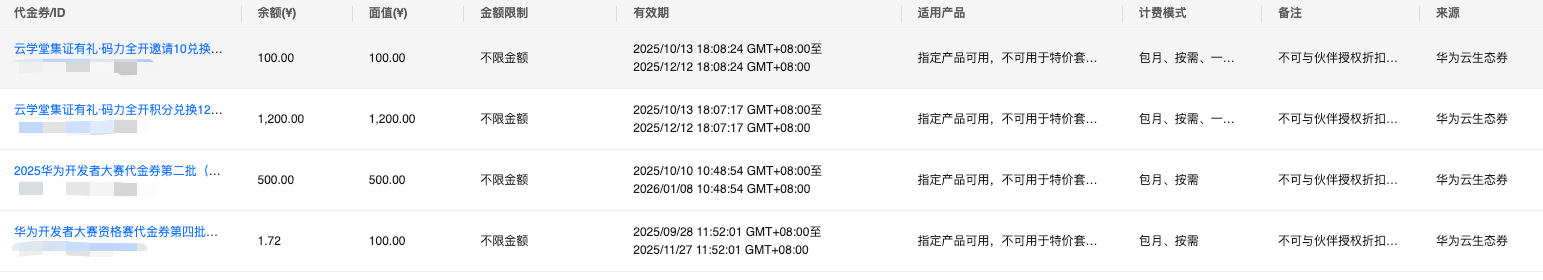 代金券/ID 余额(¥) 面值(¥) 金额限制 有效期 适用产品 计费模式 备注 来源
云学堂集证有礼·码力全开邀请10兑换... 100.00 100.00 不限金额 2025/10/13 18:08:24 GMT+08:00至 指定产品可用，不可用于特价套... 包月、按需、一... 不可与伙伴授权折扣... 华为云生态券
2025/12/12 18:08:24 GMT+08:00
云学堂集证有礼·码力全开积分兑换12... 1,200.00 1,200.00 不限金额 2025/10/13 18:07:17 GMT+08:00至 指定产品可用，不可用于特价套... 包月、按需、一... 不可与伙伴授权折扣... 华为云生态券
2025/12/12 18:07:17 GMT+08:00
2025华为开发者大赛代金券第二批（... 500.00 500.00 不限金额 2025/10/10 10:48:54 GMT+08:00至 指定产品可用，不可用于特价套... 包月、按需 不可与伙伴授权折扣... 华为云生态券
2026/01/08 10:48:54 GMT+08:00
华为开发者大赛资格赛代金券第四批... 1.72 100.00 不限金额 2025/09/28 11:52:01 GMT+08:00至 指定产品可用，不可用于特价套... 包月、按需 不可与伙伴授权折扣... 华为云生态券
2025/11/27 11:52:01 GMT+08:00